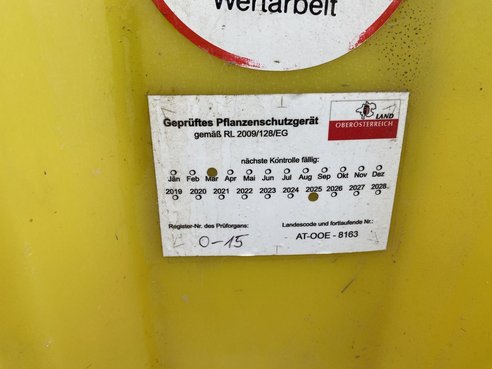 Wertarbeit
Geprüftes Pflanzenschutzgerät
gemäß RL 2009/128/EG
LAND
OBERÖSTERREICH
nächste Kontrolle fällig:
Jän Feb Mär Apr Mai Jun Jul Aug Sep Okt Nov Dez
2019 2020 2021 2022 2023 2024 2025 2026 2027 2028
Register-Nr. des Prüforgans:
O-15
Landescode und fortlaufende Nr.:
AT-OOE - 8163